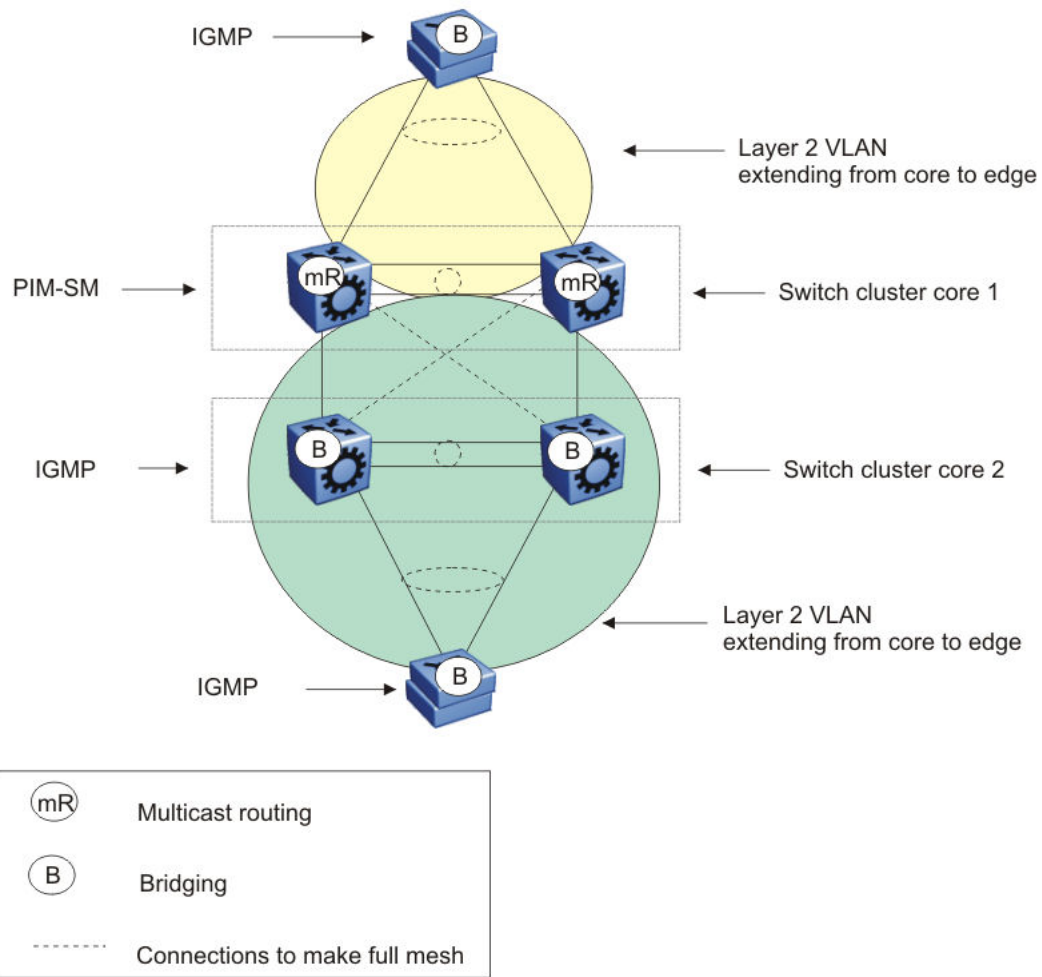 IGMP
B
Layer 2 VLAN
extending from core to edge
PIM-SM
mR
mR
Switch cluster core 1
IGMP
B
B
Switch cluster core 2
Layer 2 VLAN
extending from core to edge
IGMP
B
mR
Multicast routing
B
Bridging
Connections to make full mesh